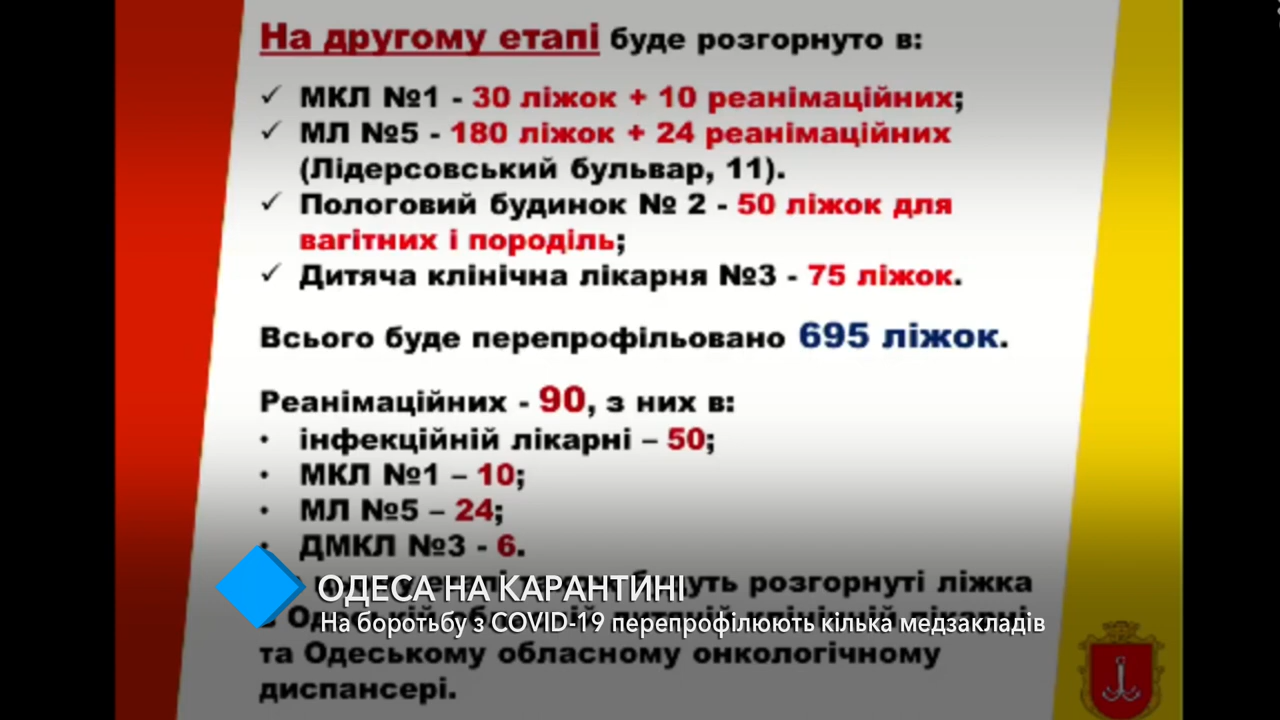 На другому етапі буде розгорнуто в:
✓ МКЛ №1 - 30 ліжок + 10 реанімаційних;
✓ МЛ №5 - 180 ліжок + 24 реанімаційних
(Лідерсовський бульвар, 11).
✓ Пологовий будинок № 2 - 50 ліжок для
вагітних і породіль;
✓ Дитяча клінічна лікарня №3 - 75 ліжок.
Всього буде перепрофільовано 695 ліжок.
Реанімаційних - 90, з них в:
• інфекційній лікарні – 50;
• МКЛ №1 – 10;
• МЛ №5 – 24;
• ДМКЛ №3 - 6.
розгорнуті ліжка
ОДЕСА НА КАРАНТИНІ
На боротьбу з COVID-19 перепрофілюють кілька медзакладів
та Одеському обласному онкологічному
диспансері.